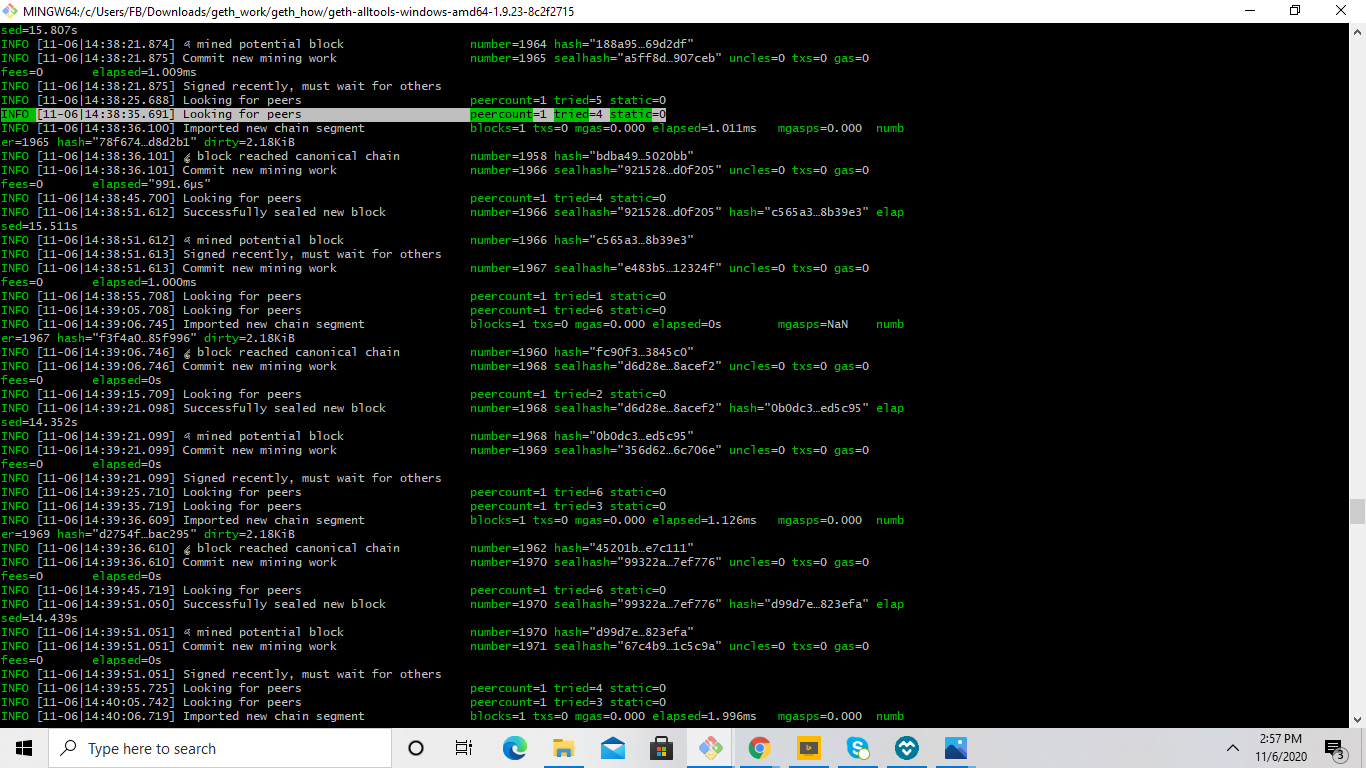 MINGW64:/c/Users/FB/Downloads/geth_work/geth_how/geth-alltools-windows-amd64-1.9.23-8c2f2715
sed=15.807s
INFO [11-06|14:38:21.874] mined potential block number=1964 hash="188a95…69d2df"
INFO [11-06|14:38:21.875] Commit new mining work number=1965 sealhash="a5ff8d…907ceb" uncles=0 txs=0 gas=0
fees=0 elapsed=1.009ms
INFO [11-06|14:38:21.875] Signed recently, must wait for others
INFO [11-06|14:38:25.688] Looking for peers peercount=1 tried=5 static=0
INFO [11-06|14:38:35.691] Looking for peers peercount=1 tried=4 static=0
INFO [11-06|14:38:36.100] Imported new chain segment blocks=1 txs=0 mgas=0.000 elapsed=1.011ms mgasps=0.000 numb
er=1965 hash="78f674…d8d2b1" dirty=2.18KiB
INFO [11-06|14:38:36.101] block reached canonical chain number=1958 hash="bdba49…5020bb"
INFO [11-06|14:38:36.101] Commit new mining work number=1966 sealhash="921528…d0f205" uncles=0 txs=0 gas=0
fees=0 elapsed="991.6µs"
INFO [11-06|14:38:45.700] Looking for peers peercount=1 tried=4 static=0
INFO [11-06|14:38:51.612] Successfully sealed new block number=1966 sealhash="921528…d0f205" hash="c565a3…8b39e3" elap
sed=15.511s
INFO [11-06|14:38:51.612] mined potential block number=1966 hash="c565a3…8b39e3"
INFO [11-06|14:38:51.613] Signed recently, must wait for others
INFO [11-06|14:38:51.613] Commit new mining work number=1967 sealhash="e483b5…12324f" uncles=0 txs=0 gas=0
fees=0 elapsed=1.000ms
INFO [11-06|14:38:55.708] Looking for peers peercount=1 tried=1 static=0
INFO [11-06|14:39:05.708] Looking for peers peercount=1 tried=6 static=0
INFO [11-06|14:39:06.745] Imported new chain segment blocks=1 txs=0 mgas=0.000 elapsed=0s mgasps=NaN numb
er=1967 hash="f3f4a0…85f996" dirty=2.18KiB
INFO [11-06|14:39:06.746] block reached canonical chain number=1960 hash="fc90f3…3845c0"
INFO [11-06|14:39:06.746] Commit new mining work number=1968 sealhash="d6d28e…8acef2" uncles=0 txs=0 gas=0
fees=0 elapsed=0s
INFO [11-06|14:39:15.709] Looking for peers peercount=1 tried=2 static=0
INFO [11-06|14:39:21.098] Successfully sealed new block number=1968 sealhash="d6d28e…8acef2" hash="0b0dc3…ed5c95" elap
sed=14.352s
INFO [11-06|14:39:21.099] mined potential block number=1968 hash="0b0dc3…ed5c95"
INFO [11-06|14:39:21.099] Commit new mining work number=1969 sealhash="356d62…6c706e" uncles=0 txs=0 gas=0
fees=0 elapsed=0s
INFO [11-06|14:39:21.099] Signed recently, must wait for others
INFO [11-06|14:39:25.710] Looking for peers peercount=1 tried=6 static=0
INFO [11-06|14:39:35.719] Looking for peers peercount=1 tried=3 static=0
INFO [11-06|14:39:36.609] Imported new chain segment blocks=1 txs=0 mgas=0.000 elapsed=1.126ms mgasps=0.000 numb
er=1969 hash="d2754f…bac295" dirty=2.18KiB
INFO [11-06|14:39:36.610] block reached canonical chain number=1962 hash="45201b…e7c111"
INFO [11-06|14:39:36.610] Commit new mining work number=1970 sealhash="99322a…7ef776" uncles=0 txs=0 gas=0
fees=0 elapsed=0s
INFO [11-06|14:39:45.719] Looking for peers peercount=1 tried=6 static=0
INFO [11-06|14:39:51.050] Successfully sealed new block number=1970 sealhash="99322a…7ef776" hash="d99d7e…823efa" elap
sed=14.439s
INFO [11-06|14:39:51.051] mined potential block number=1970 hash="d99d7e…823efa"
INFO [11-06|14:39:51.051] Commit new mining work number=1971 sealhash="67c4b9…1c5c9a" uncles=0 txs=0 gas=0
fees=0 elapsed=0s
INFO [11-06|14:39:51.051] Signed recently, must wait for others
INFO [11-06|14:39:55.725] Looking for peers peercount=1 tried=4 static=0
INFO [11-06|14:40:05.742] Looking for peers peercount=1 tried=3 static=0
INFO [11-06|14:40:06.719] Imported new chain segment blocks=1 txs=0 mgas=0.000 elapsed=1.996ms mgasps=0.000 numb
Type here to search
2:57 PM
11/6/2020
3